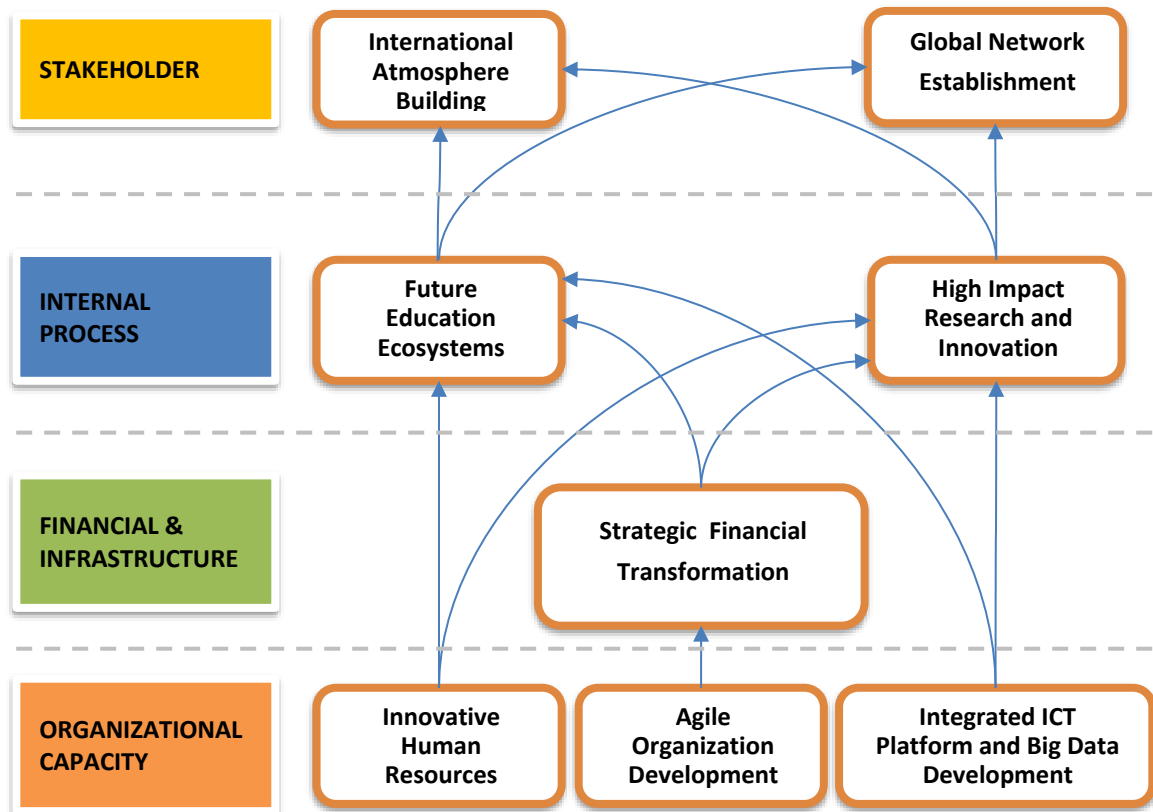 STAKEHOLDER
International
Atmosphere
Building
Global Network
Establishment
INTERNAL
PROCESS
Future
Education
Ecosystems
High Impact
Research and
Innovation
FINANCIAL &
INFRASTRUCTURE
Strategic Financial
Transformation
ORGANIZATIONAL
CAPACITY
Innovative
Human
Resources
Agile
Organization
Development
Integrated ICT
Platform and Big Data
Development